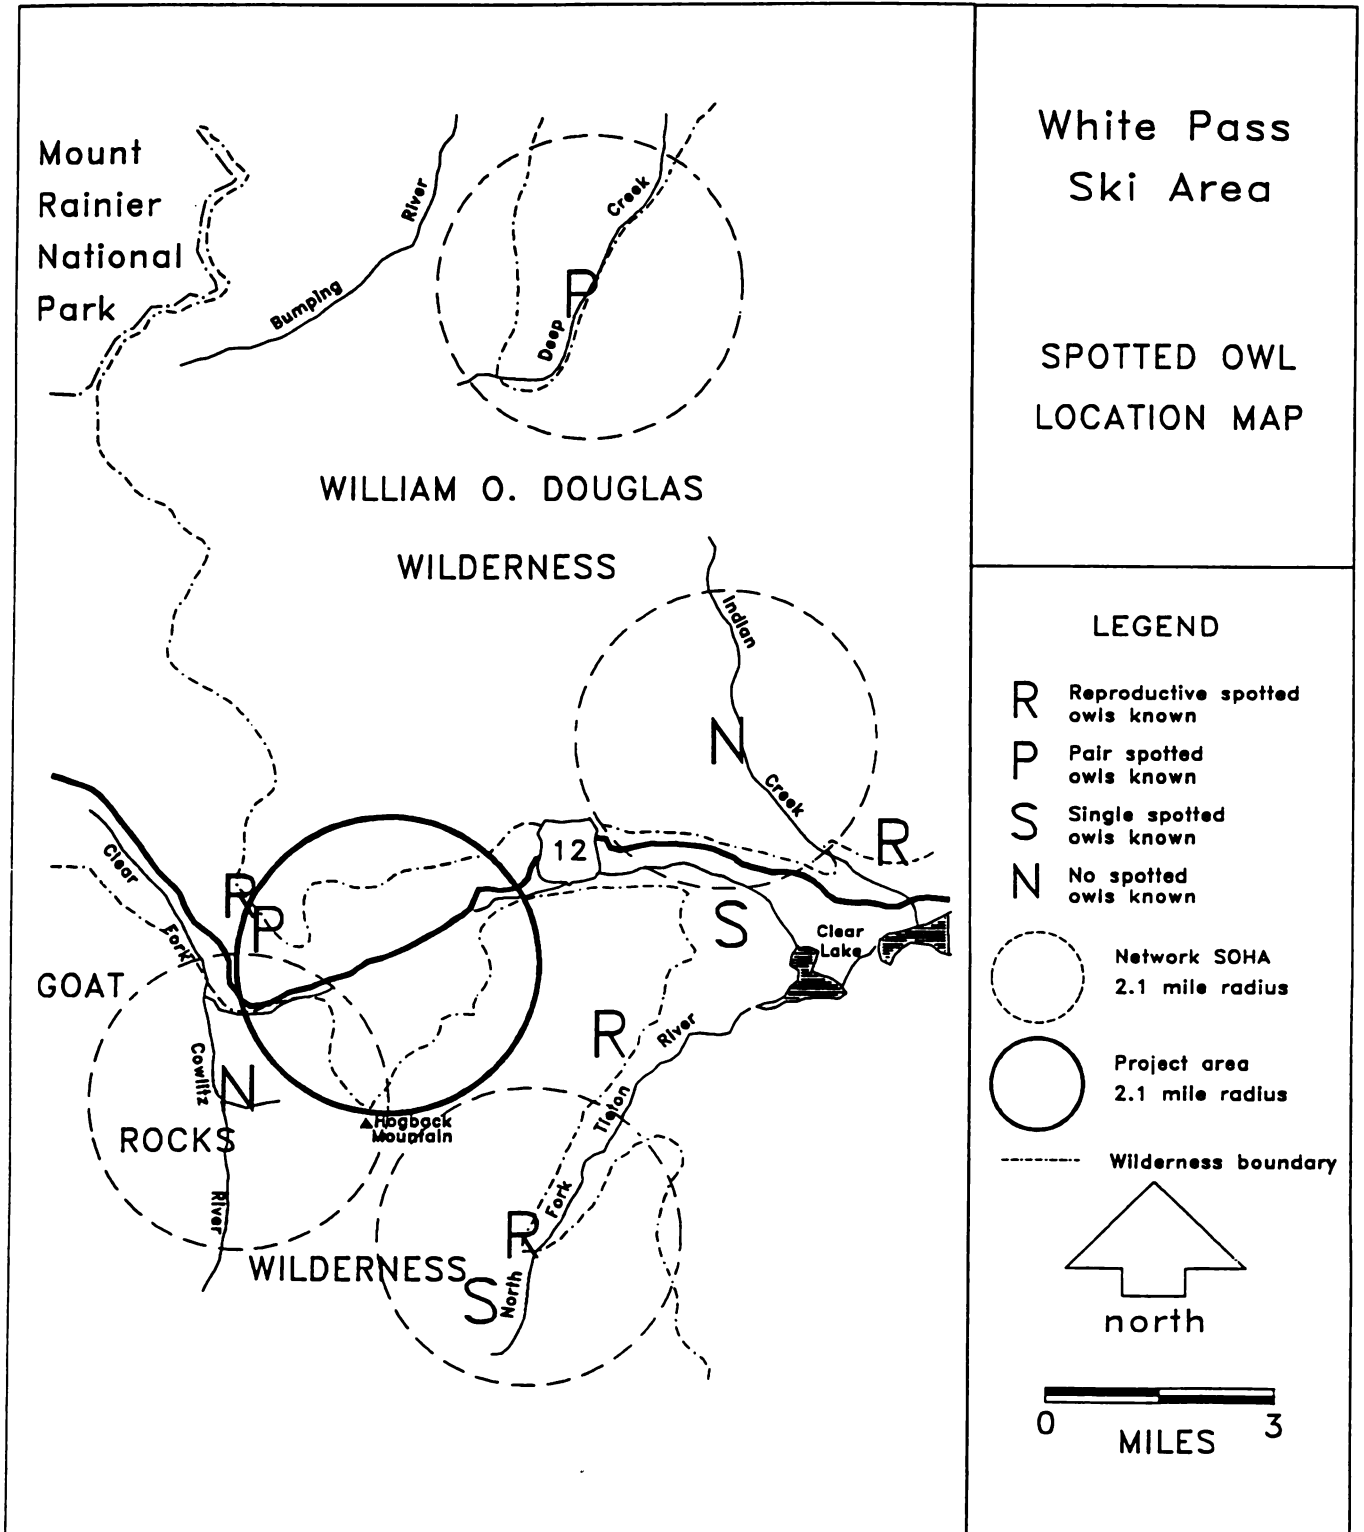 White Pass
Ski Area
SPOTTED OWL
LOCATION MAP
Mount
Rainier
National
Park
River
Bumping
Creek
P
Deep
WILLIAM O. DOUGLAS
WILDERNESS
Indian
N
Creek
R
12
Clear
R
P
Fork
S
Clear
Lake
GOAT
R
River
Cowlitz
N
Tieton
Hogback
Mountain
ROCKS
River
Fork
R
WILDERNESS
S
North
LEGEND
R Reproductive spotted
owls known
P Pair spotted
owls known
S Single spotted
owls known
N No spotted
owls known
Network SOHA
2.1 mile radius
Project area
2.1 mile radius
Wilderness boundary
north
0 3
MILES